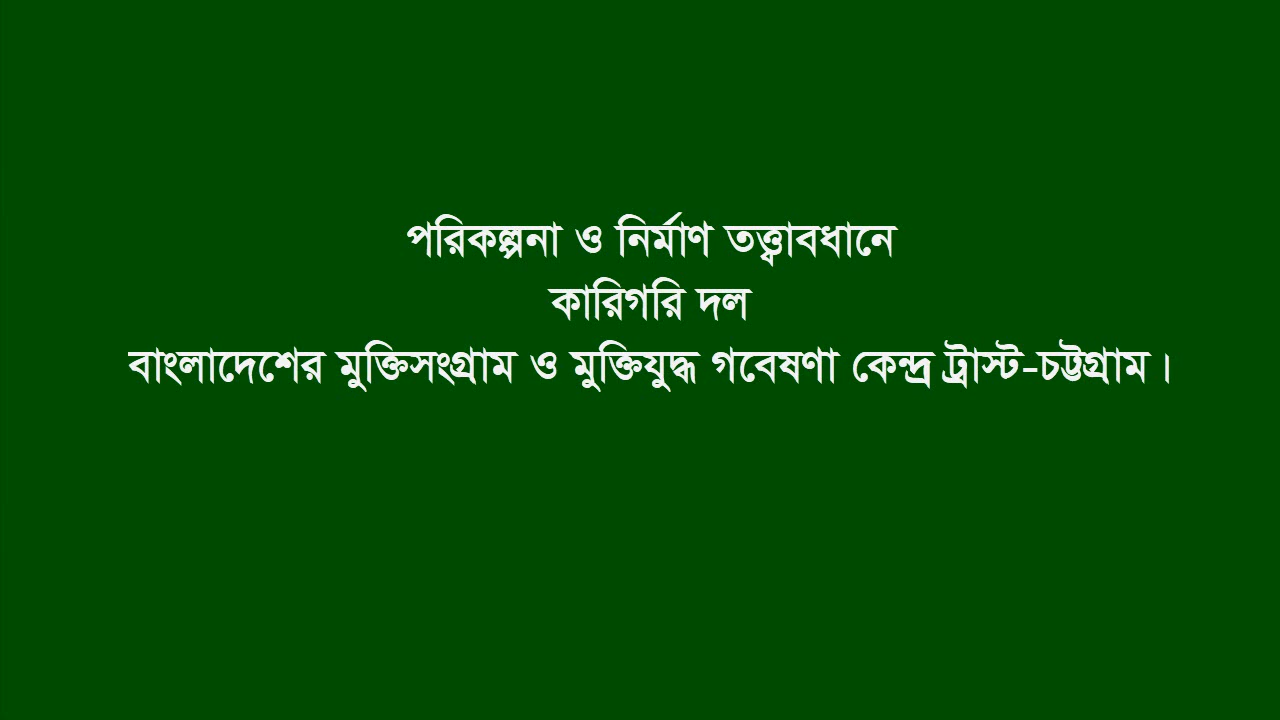 পরিকল্পনা ও নির্মাণ তত্ত্বাবধানে
কারিগরি দল
বাংলাদেশের মুক্তিসংগ্রাম ও মুক্তিযুদ্ধ গবেষণা কেন্দ্র ট্রাস্ট-চট্টগ্রাম।